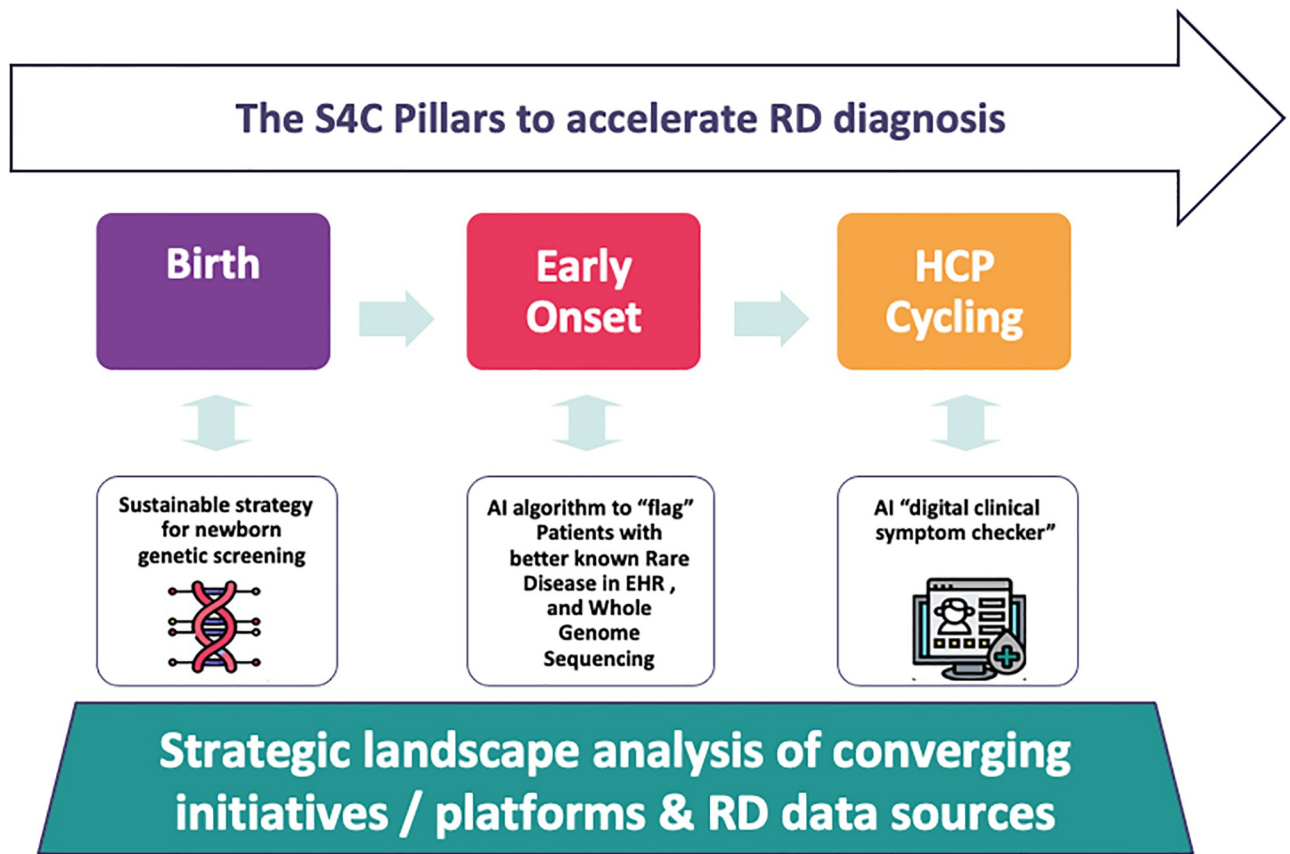 The S4C Pillars to accelerate RD diagnosis
Birth
Early
Onset
HCP
Cycling
Sustainable strategy
for newborn
genetic screening
AI algorithm to “flag”
Patients with
better known Rare
Disease in EHR ,
and Whole
Genome
Sequencing
AI “digital clinical
symptom checker”
Strategic landscape analysis of converging
initiatives / platforms & RD data sources